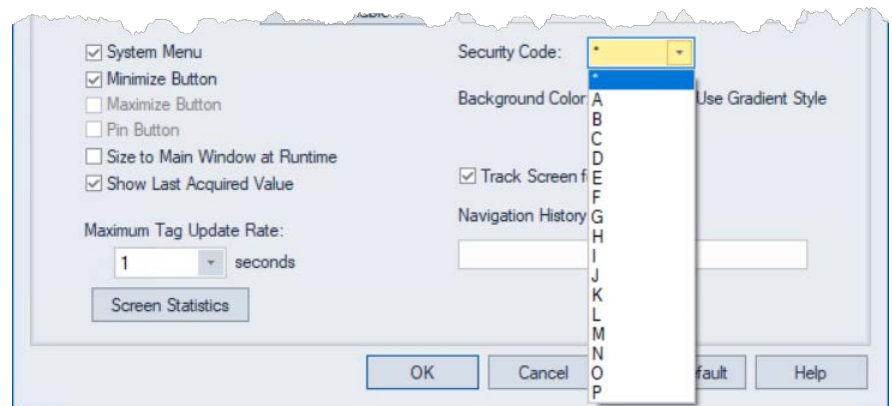 System Menu
Minimize Button
Maximize Button
Pin Button
Size to Main Window at Runtime
Show Last Acquired Value
Maximum Tag Update Rate:
1 seconds
Screen Statistics
Security Code: *
*
A
B
C
D
E
F
G
H
I
J
K
L
M
N
O
P
Background Color
Use Gradient Style
Track Screen
Navigation History
OK
Cancel
Help